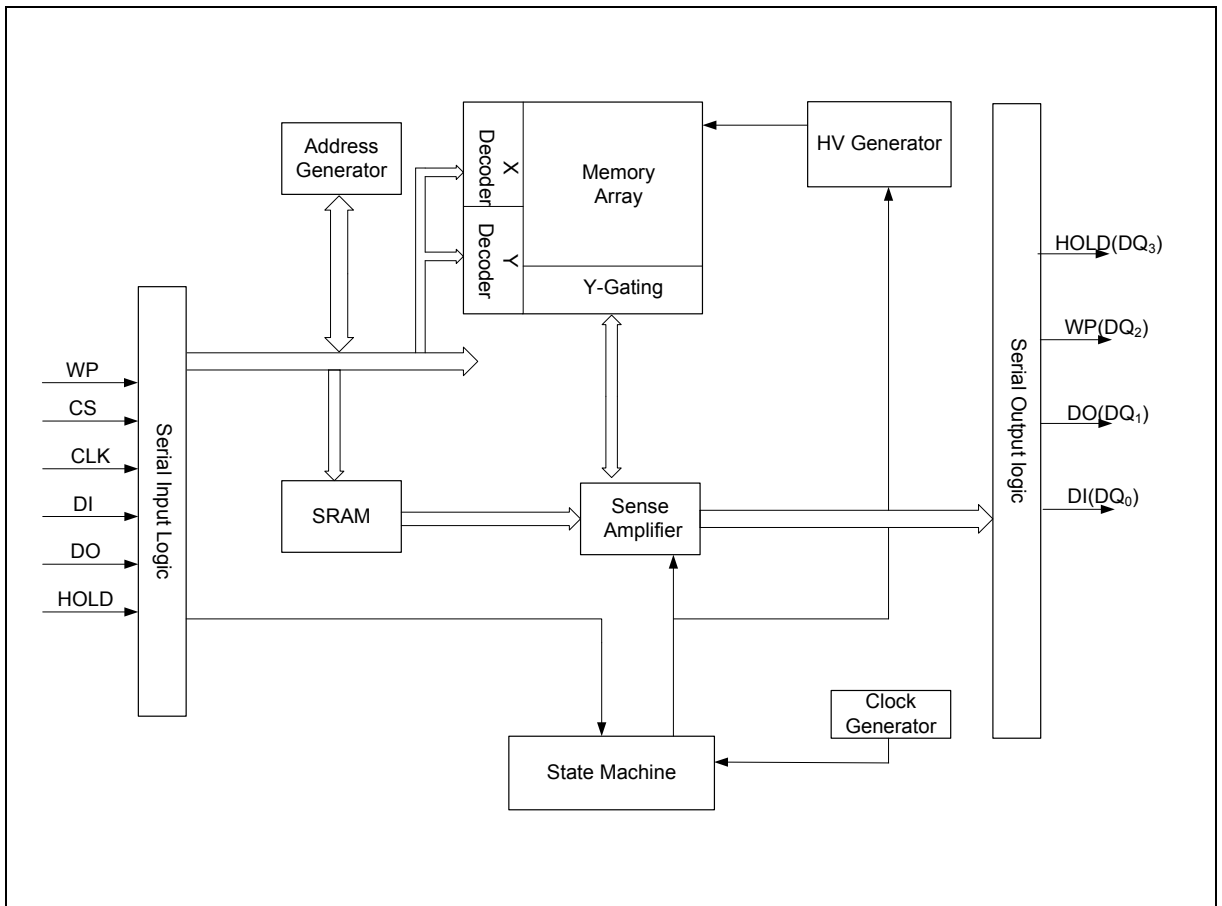 Address
Generator
X
Decoder
Y
Decoder
Memory
Array
Y-Gating
HV Generator
WP
CS
CLK
DI
DO
HOLD
Serial Input Logic
SRAM
Sense
Amplifier
Serial Output logic
HOLD(DQ₃)
WP(DQ₂)
DO(DQ₁)
DI(DQ₀)
State Machine
Clock
Generator